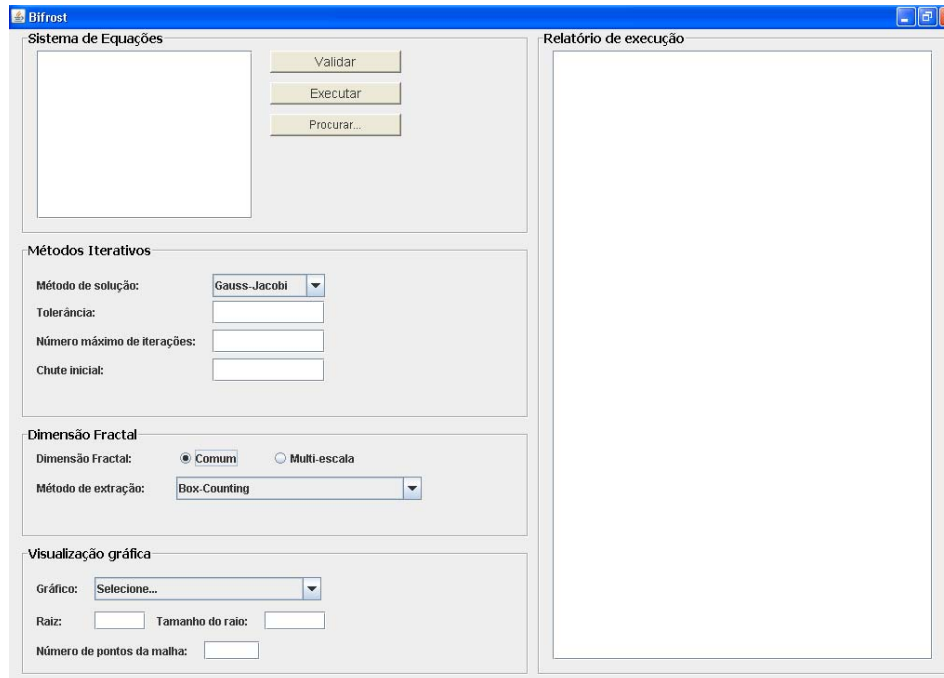 Bifrost
Sistema de Equações
Validar
Executar
Procurar...
Métodos Iterativos
Método de solução: Gauss-Jacobi
Tolerância:
Número máximo de iterações:
Chute inicial:
Dimensão Fractal
Dimensão Fractal: Comum Multi-escala
Método de extração: Box-Counting
Visualização gráfica
Gráfico: Selecione...
Raiz: Tamanho do raio:
Número de pontos da malha:
Relatório de execução